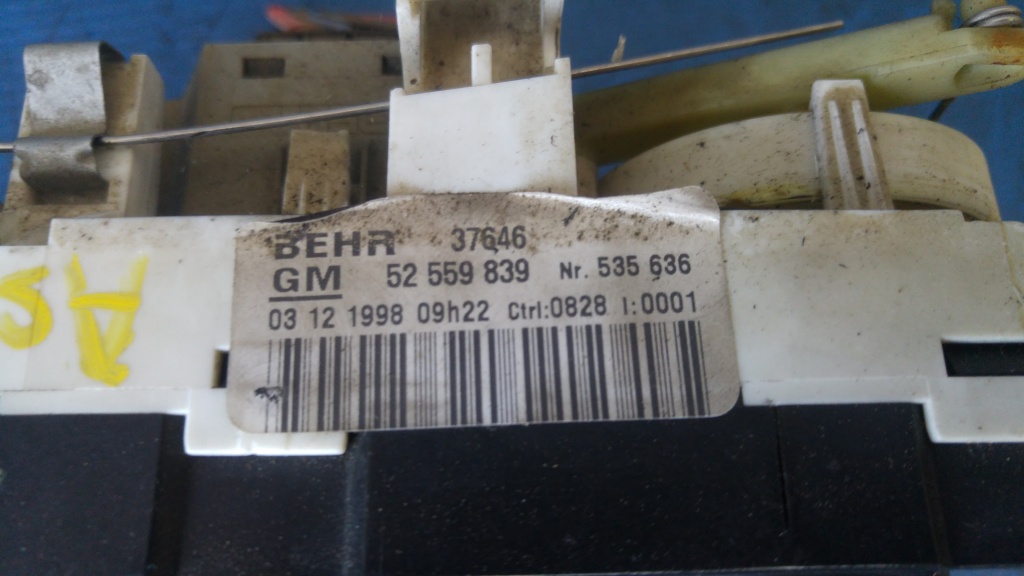 BEHR 37646
GM 52 559 839 Nr. 535 636
03 12 1998 09h22 Ctrl:0828 I:0001